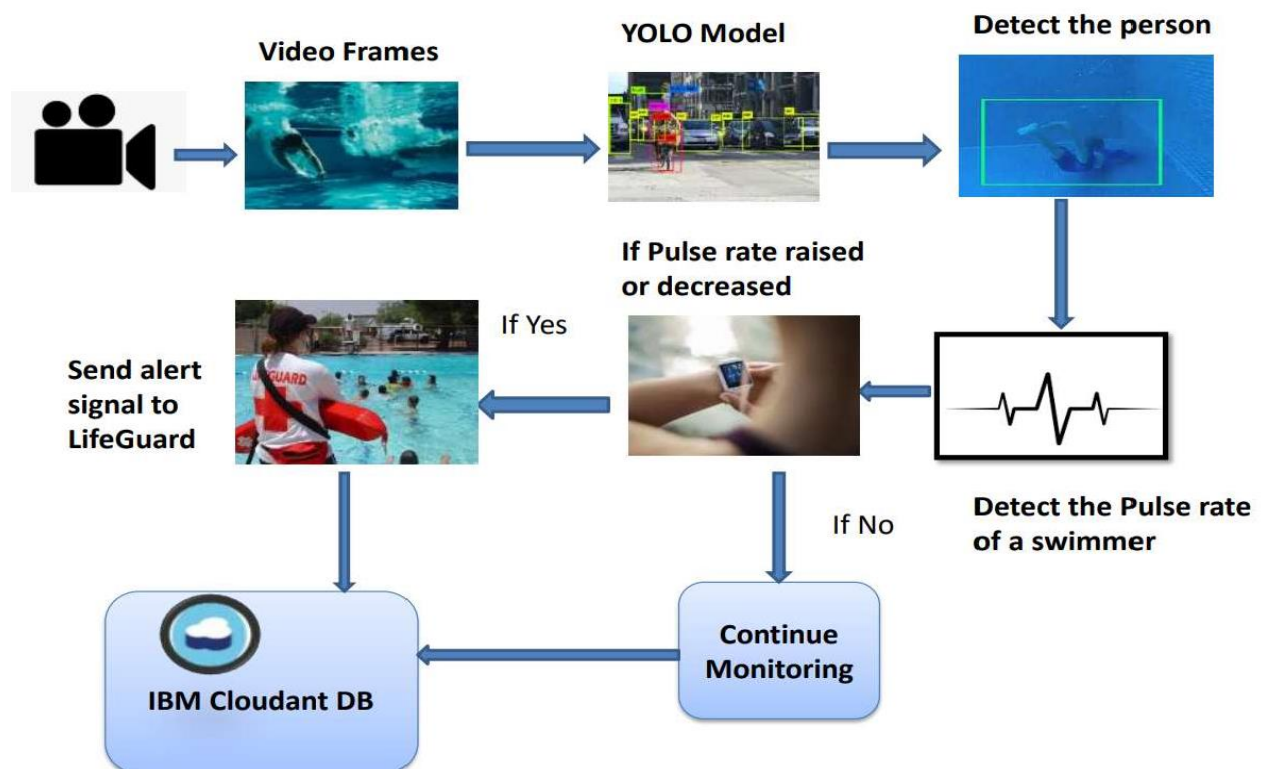 Video Frames
YOLO Model
Detect the person
If Pulse rate raised
or decreased
If Yes
Send alert
signal to
LifeGuard
LIFEGUARD
If No
Detect the Pulse rate
of a swimmer
Continue
Monitoring
IBM Cloudant DB